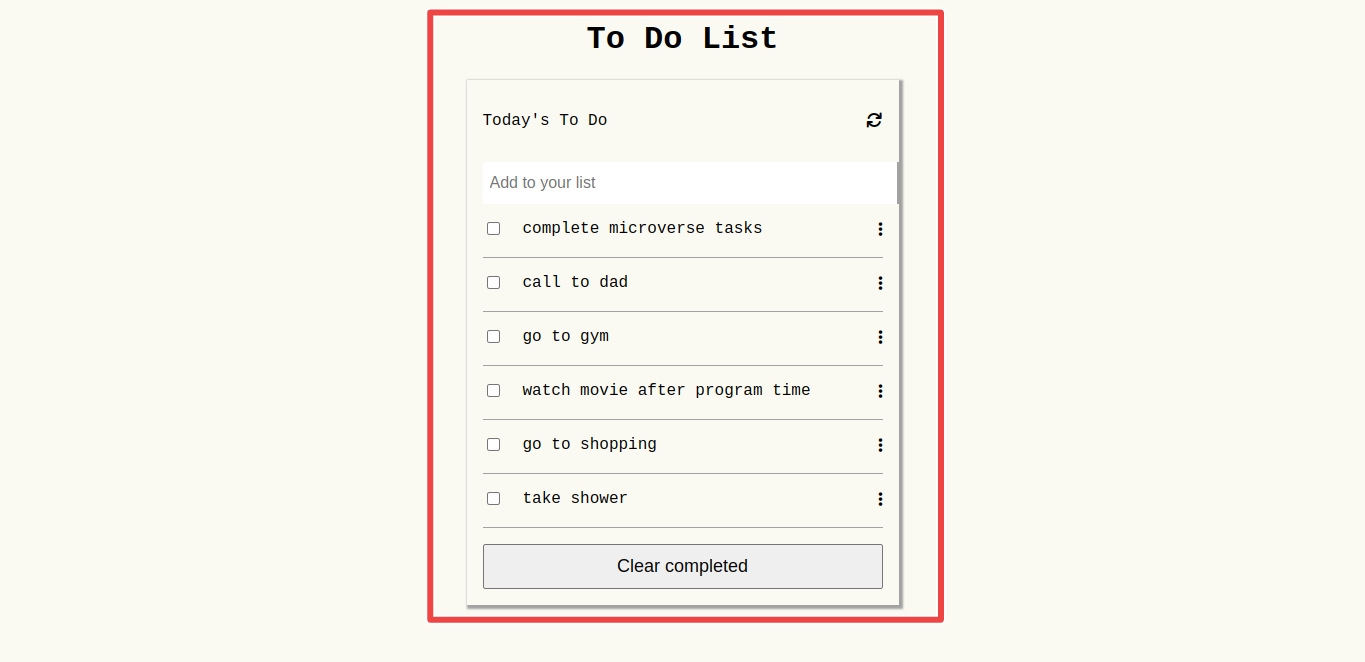 To Do List
Today's To Do
Add to your list
complete microverse tasks
call to dad
go to gym
watch movie after program time
go to shopping
take shower
Clear completed